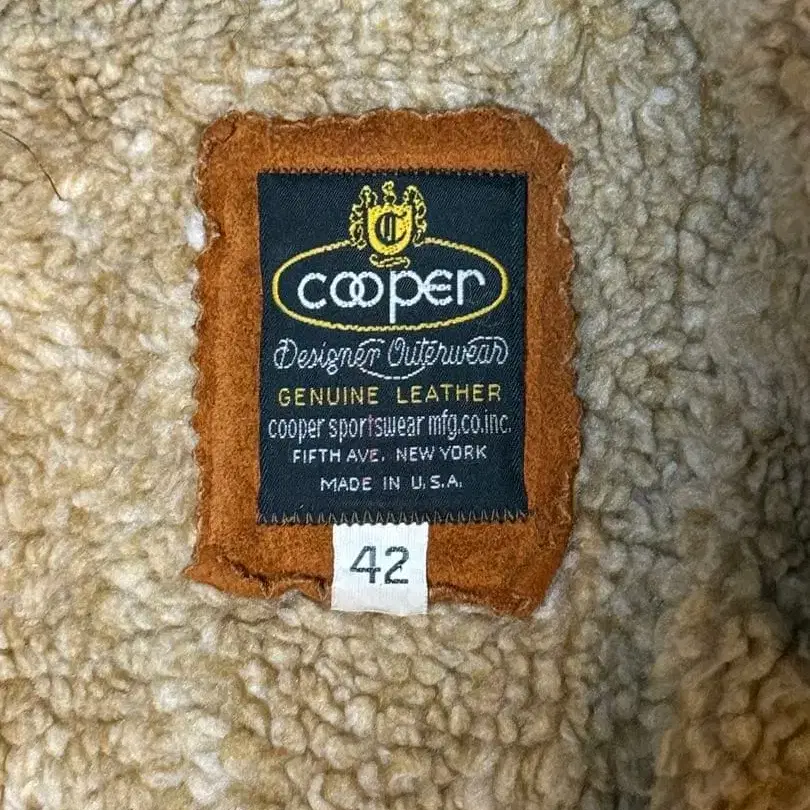 C
cooper
Designer Outerwear
GENUINE LEATHER
cooper sportswear mfg.co.inc.
FIFTH AVE. NEW YORK
MADE IN U.S.A.
42